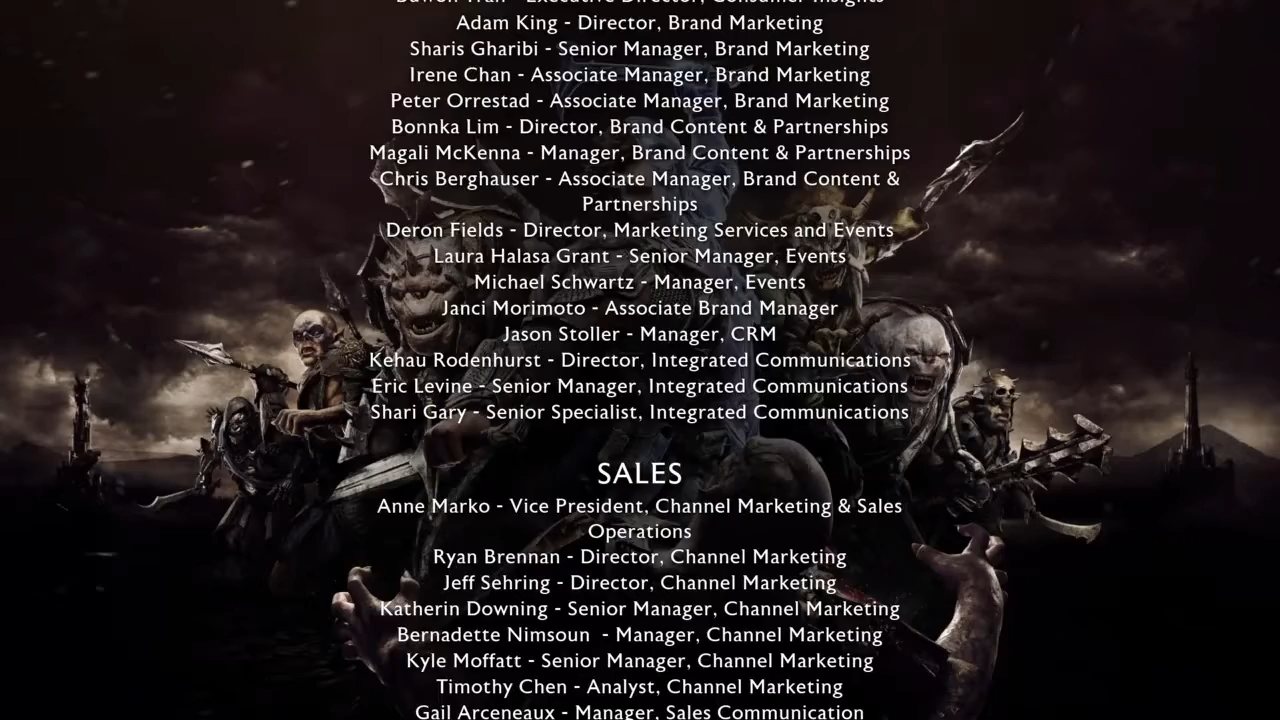 Executive Director, Consumer Insights
Adam King - Director, Brand Marketing
Sharis Gharibi - Senior Manager, Brand Marketing
Irene Chan - Associate Manager, Brand Marketing
Peter Orrestad - Associate Manager, Brand Marketing
Bonnka Lim - Director, Brand Content & Partnerships
Magali McKenna - Manager, Brand Content & Partnerships
Chris Berghauser - Associate Manager, Brand Content &
Partnerships
Deron Fields - Director, Marketing Services and Events
Laura Halasa Grant - Senior Manager, Events
Michael Schwartz - Manager, Events
Janci Morimoto - Associate Brand Manager
Jason Stoller - Manager, CRM
Kehau Rodenhurst - Director, Integrated Communications
Eric Levine - Senior Manager, Integrated Communications
Shari Gary - Senior Specialist, Integrated Communications
SALES
Anne Marko - Vice President, Channel Marketing & Sales
Operations
Ryan Brennan - Director, Channel Marketing
Jeff Sehring - Director, Channel Marketing
Katherin Downing - Senior Manager, Channel Marketing
Bernadette Nimsoun - Manager, Channel Marketing
Kyle Moffatt - Senior Manager, Channel Marketing
Timothy Chen - Analyst, Channel Marketing
Gail Arceneaux - Manager, Sales Communication